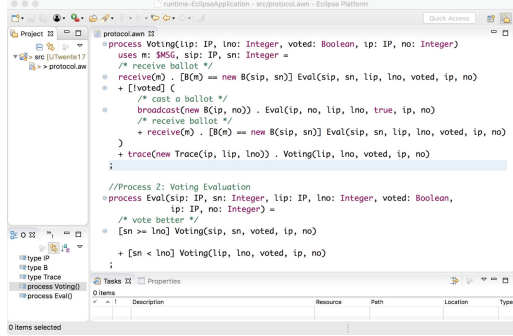 runtime-EclipseApplication - src/protocol.awn - Eclipse Platform
Quick Access
Project
src [UTwente17
> protocol.aw
protocol.awn
process Voting(lip: IP, lno: Integer, voted: Boolean, ip: IP, no: Integer)
uses m: $MSG, sip: IP, sn: Integer =
/* receive ballot */
receive(m) . [B(m) == new B(sip, sn)] Eval(sip, sn, lip, lno, voted, ip, no)
+ [!voted] (
/* cast a ballot */
broadcast(new B(ip, no)) . Eval(ip, no, lip, lno, true, ip, no)
/* receive ballot */
+ receive(m) . [B(m) == new B(sip, sn)] Eval(sip, sn, lip, lno, voted, ip, no)
)
+ trace(new Trace(ip, lip, lno)) . Voting(lip, lno, voted, ip, no)
;
//Process 2: Voting Evaluation
process Eval(sip: IP, sn: Integer, lip: IP, lno: Integer, voted: Boolean,
ip: IP, no: Integer) =
/* vote better */
[sn >= lno] Voting(sip, sn, voted, ip, no)
+ [sn < lno] Voting(lip, lno, voted, ip, no)
;
type IP
type B
type Trace
process Voting()
process Eval()
Tasks
Properties
0 items
! Description Resource Path Location Type
0 items selected